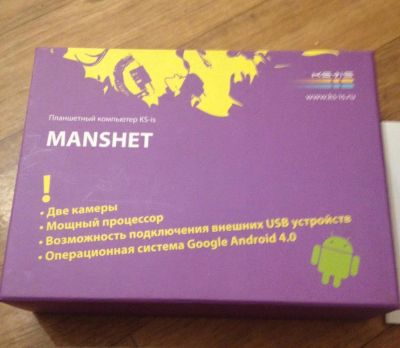 KS-is
www.ks-is.ru
Планшетный компьютер KS-is
MANSHET
!
• Две камеры
• Мощный процессор
• Возможность подключения внешних USB устройств
• Операционная система Google Android 4.0